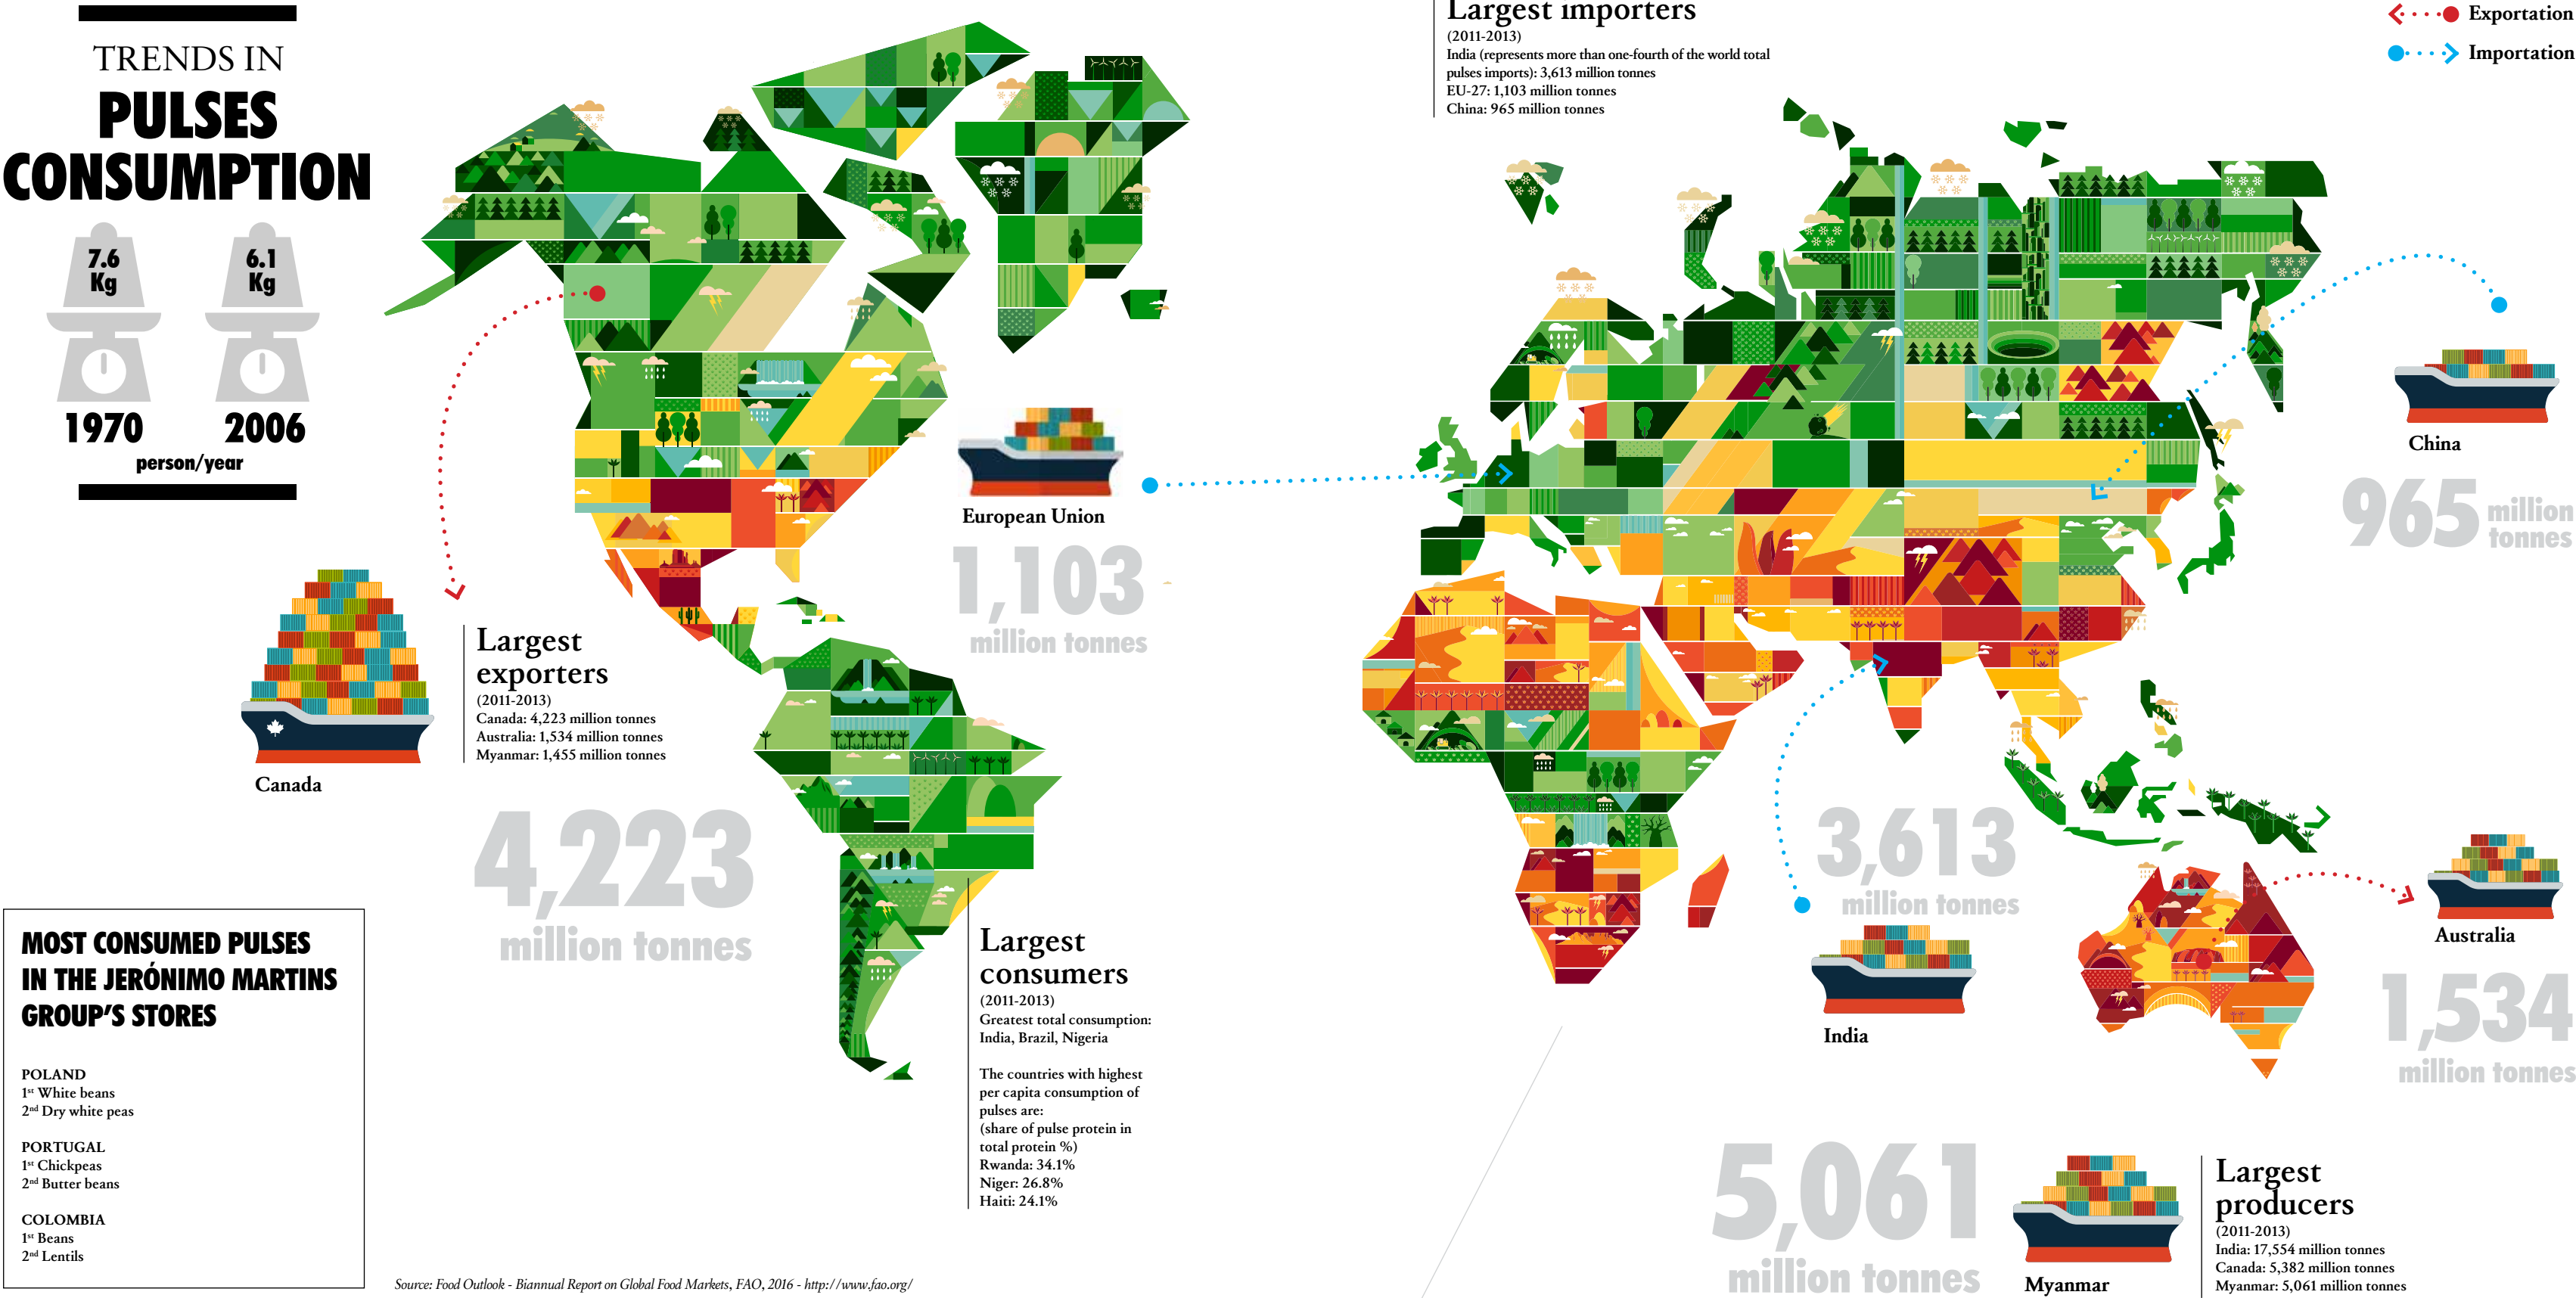 TRENDS IN
PULSES
CONSUMPTION
7.6
Kg
6.1
Kg
1970
2006
person/year
Largest importers
(2011-2013)
India (represents more than one-fourth of the world total
pulses imports): 3,613 million tonnes
EU-27: 1,103 million tonnes
China: 965 million tonnes
Exportation
Importation
China
965 million
tonnes
European Union
1,103
million tonnes
Canada
Largest
exporters
(2011-2013)
Canada: 4,223 million tonnes
Australia: 1,534 million tonnes
Myanmar: 1,455 million tonnes
4,223
million tonnes
3,613
million tonnes
India
Australia
1,534
million tonnes
Largest
consumers
(2011-2013)
Greatest total consumption:
India, Brazil, Nigeria
The countries with highest
per capita consumption of
pulses are:
(share of pulse protein in
total protein %)
Rwanda: 34.1%
Niger: 26.8%
Haiti: 24.1%
MOST CONSUMED PULSES
IN THE JERÓNIMO MARTINS
GROUP'S STORES
POLAND
1st White beans
2nd Dry white peas
PORTUGAL
1st Chickpeas
2nd Butter beans
COLOMBIA
1st Beans
2nd Lentils
5,061
million tonnes
Myanmar
Largest
producers
(2011-2013)
India: 17,554 million tonnes
Canada: 5,382 million tonnes
Myanmar: 5,061 million tonnes
Source: Food Outlook - Biannual Report on Global Food Markets, FAO, 2016 - http://www.fao.org/